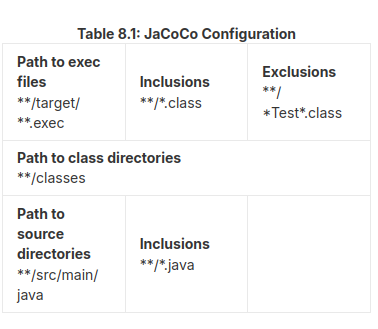 Table 8.1: JaCoCo Configuration
Path to exec
files
**/target/
**.exec
Inclusions
**/*.class
Exclusions
**/
*Test*.class
Path to class directories
**/classes
Path to
source
directories
**/src/main/
java
Inclusions
**/*.java